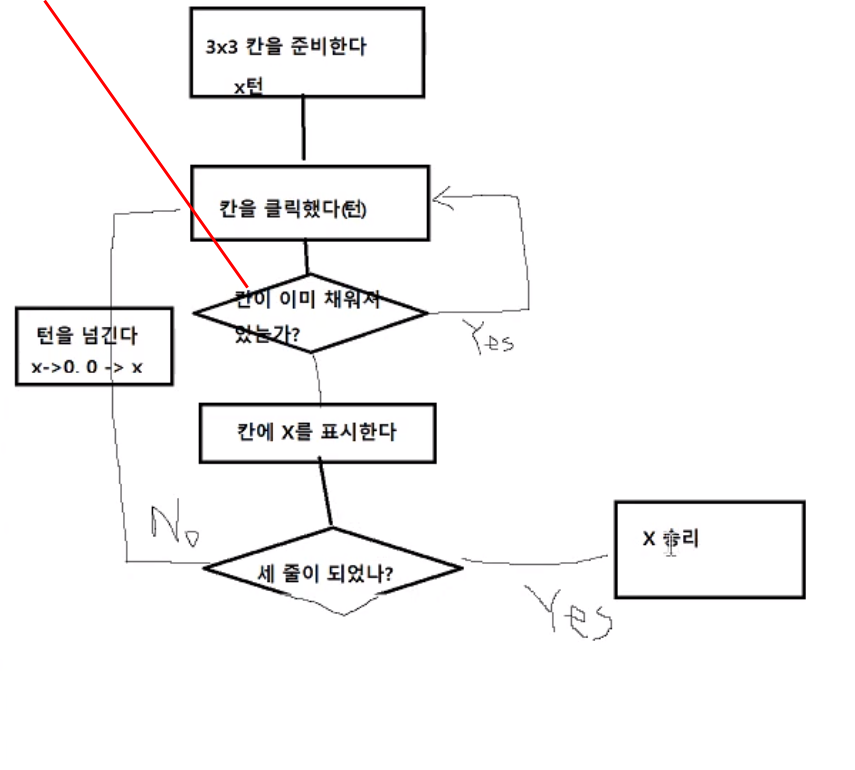 3x3 칸을 준비한다
x턴
칸을 클릭했다(턴)
칸이 이미 채워져
있는가?
Yes
턴을 넘긴다
x->0. 0 -> x
칸에 X를 표시한다
No
X 승리
세 줄이 되었나?
Yes